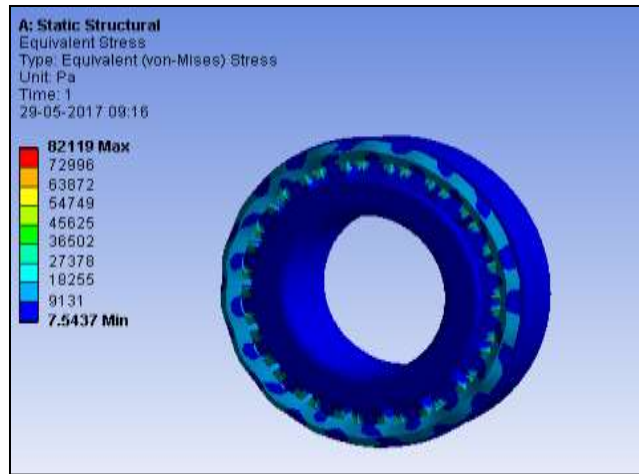 A: Static Structural
Equivalent Stress
Type: Equivalent (von-Mises) Stress
Unit: Pa
Time: 1
29-05-2017 09:16
82119 Max
72996
63872
54749
45625
36502
27378
18255
9131
7.5437 Min